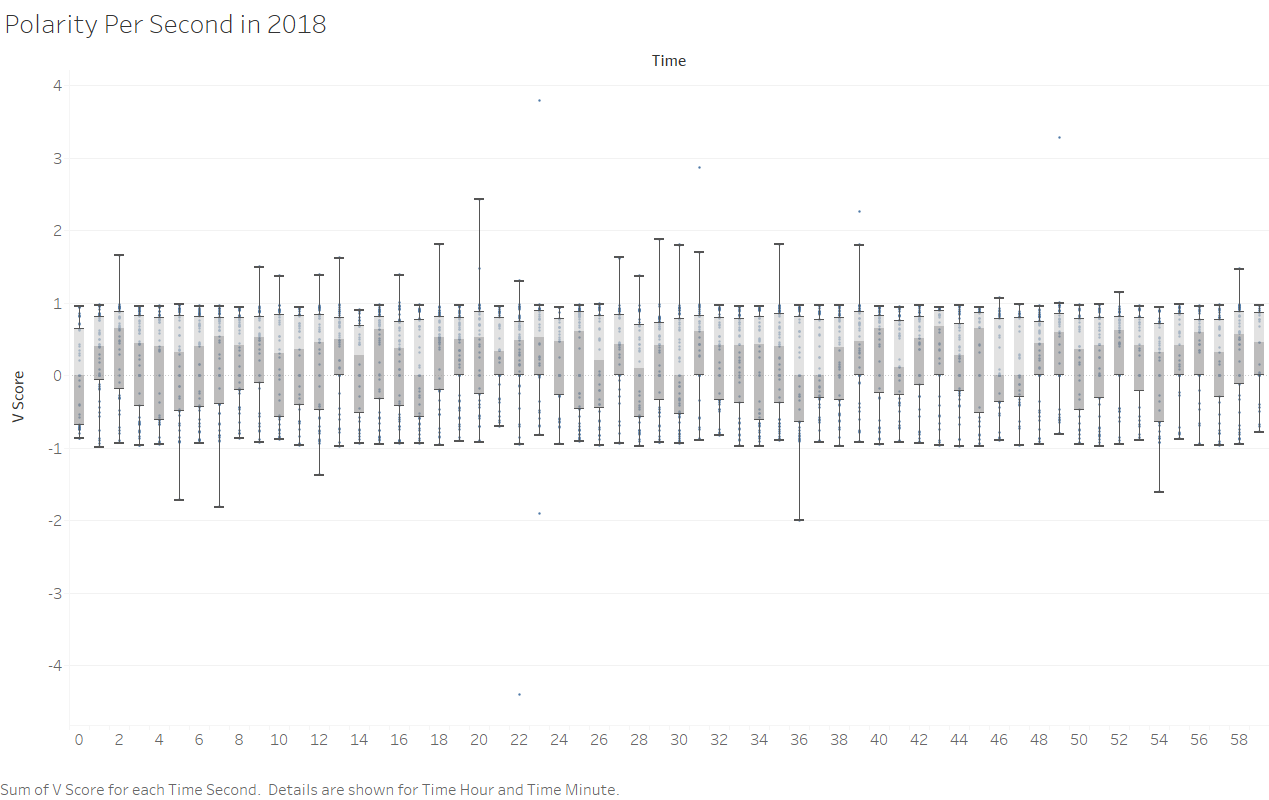 Polarity Per Second in 2018
Time
4
3
2
1
0
-1
-2
-3
-4
V Score
0 2 4 6 8 10 12 14 16 18 20 22 24 26 28 30 32 34 36 38 40 42 44 46 48 50 52 54 56 58
Sum of V Score for each Time Second. Details are shown for Time Hour and Time Minute.